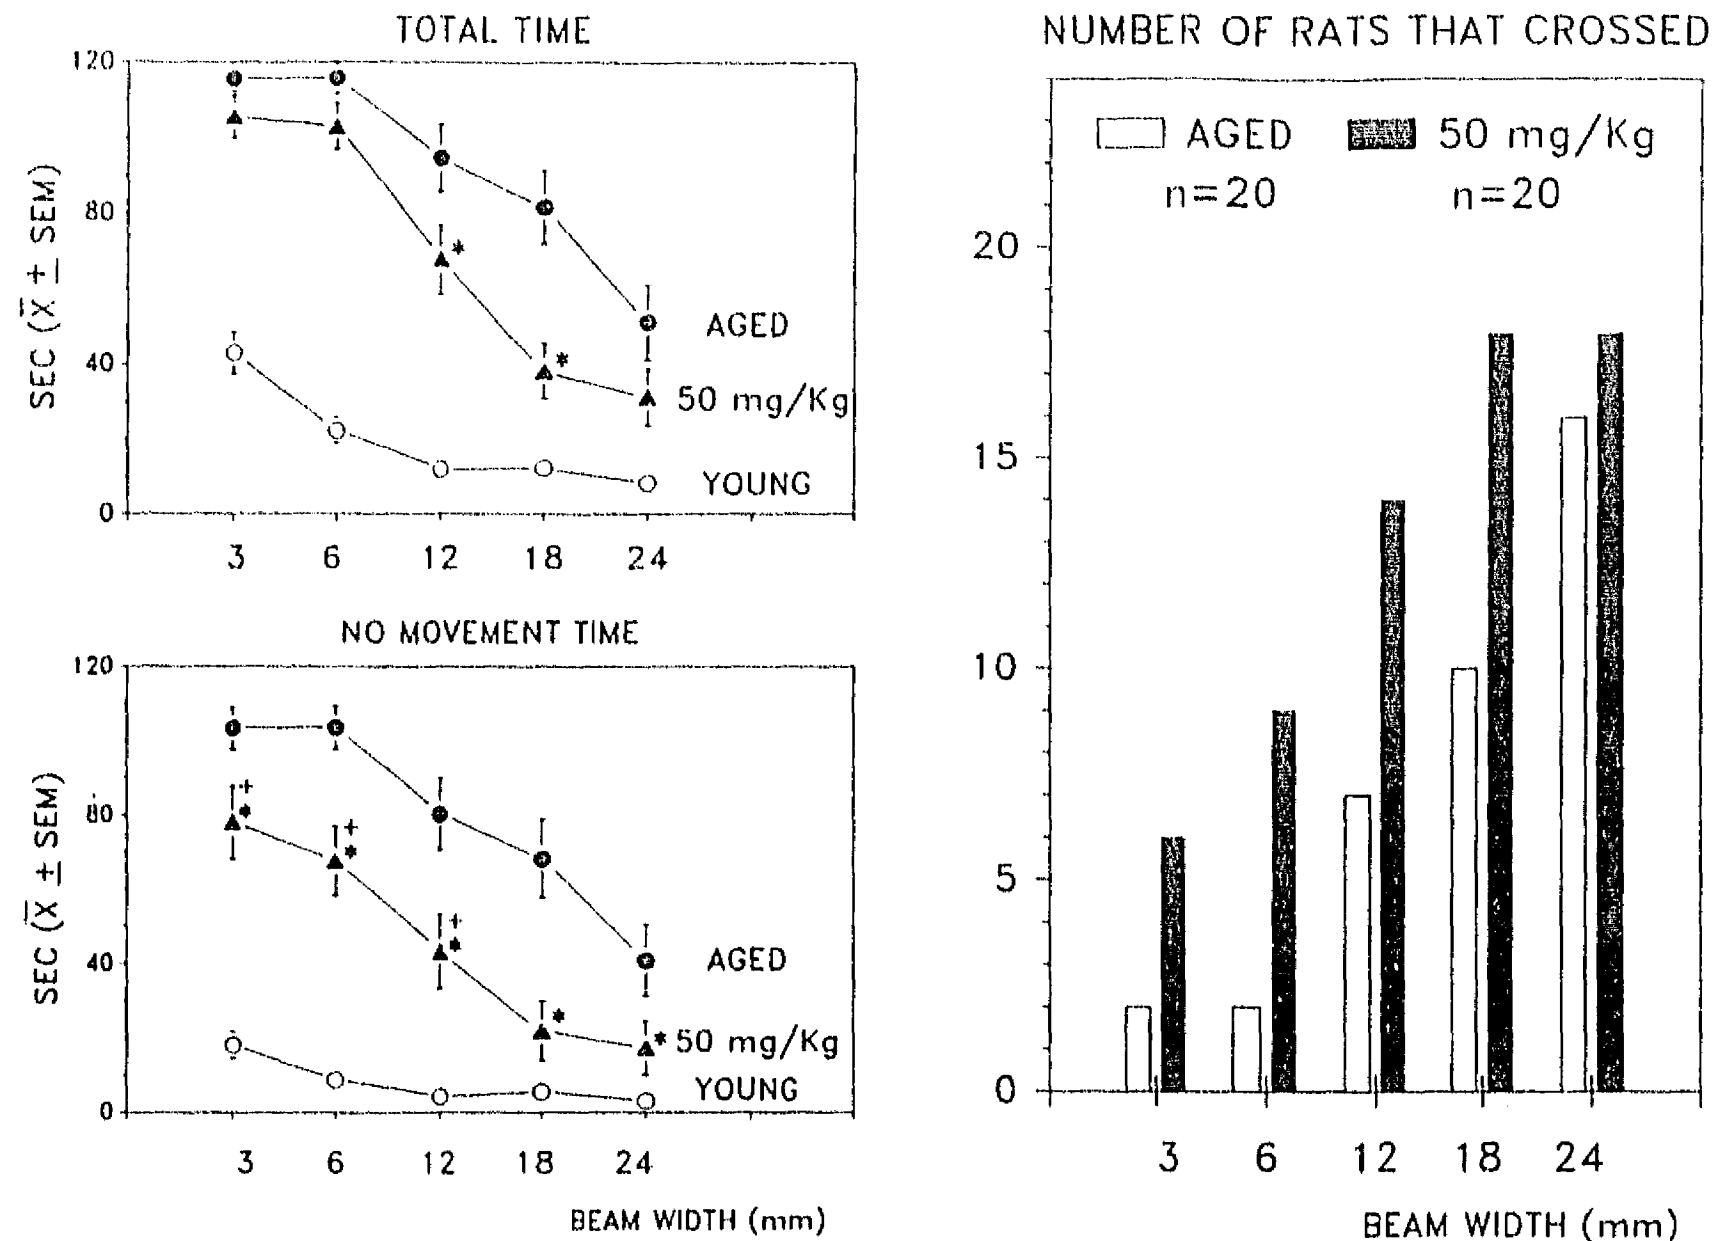 TOTAL TIME
120
80
40
0
SEC (X̄ ± SEM)
*
*
AGED
50 mg/Kg
YOUNG
3 6 12 18 24
NO MOVEMENT TIME
120
80
40
0
SEC (X̄ ± SEM)
+
*
+
*
+
*
*
*
AGED
50 mg/Kg
YOUNG
3 6 12 18 24
BEAM WIDTH (mm)
NUMBER OF RATS THAT CROSSED
AGED 50 mg/Kg
n=20 n=20
20
15
10
5
0
3 6 12 18 24
BEAM WIDTH (mm)